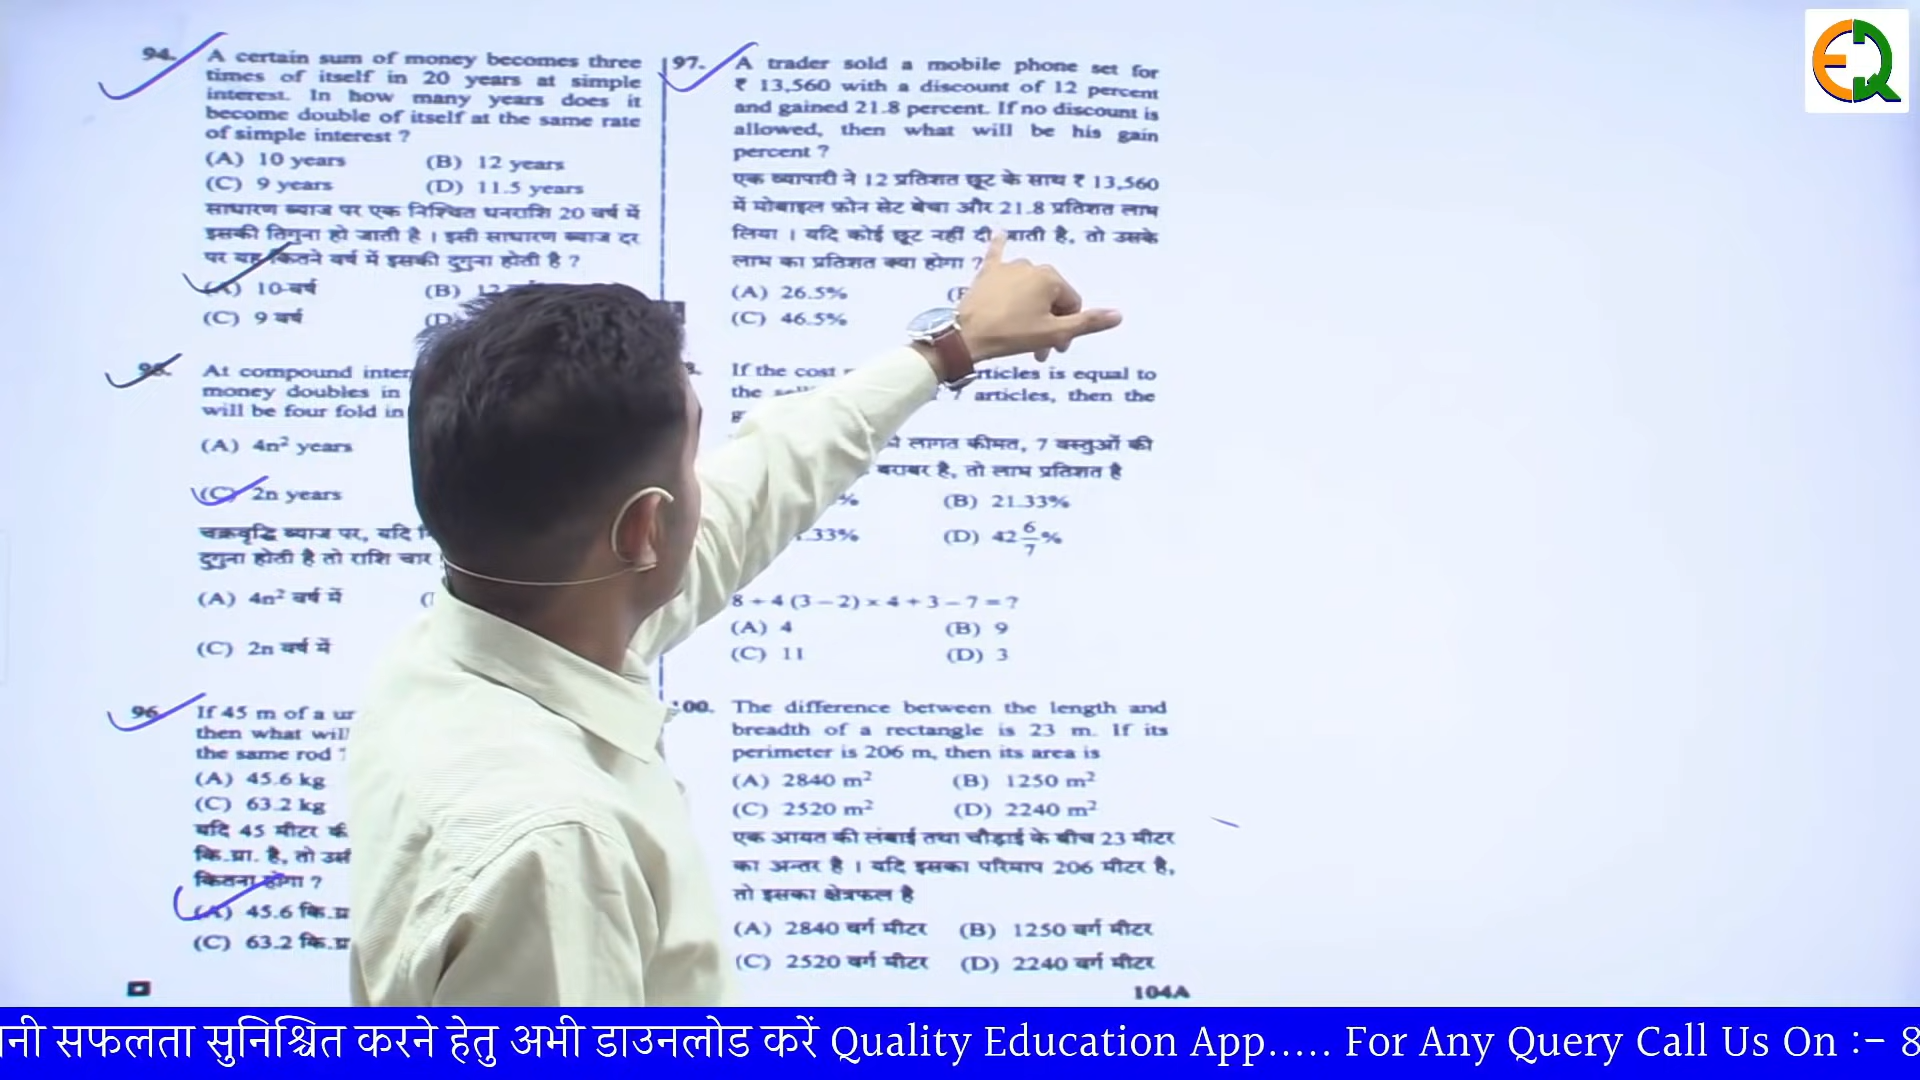 94. A certain sum of money becomes three
times of itself in 20 years at simple
interest. In how many years does it
become double of itself at the same rate
of simple interest ?
(A) 10 years (B) 12 years
(C) 9 years (D) 11.5 years
साधारण ब्याज पर एक निश्चित धनराशि 20 वर्ष में
इसकी तिगुना हो जाती है । इसी साधारण ब्याज दर
पर यह कितने वर्ष में इसकी दुगुना होती है ?
(A) 10 वर्ष (B) 12
(C) 9 वर्ष (D)
95. At compound inter
money doubles in
will be four fold in
(A) 4n² years
(C) 2n years
चक्रवृद्धि ब्याज पर, यदि
दुगुना होती है तो राशि चार
(A) 4n² वर्ष में
(C) 2n वर्ष में
96. If 45 m of a
then what will
the same rod ?
(A) 45.6 kg
(C) 63.2 kg
यदि 45 मीटर की
कि.ग्रा. है, तो उसी
कितना होगा ?
(A) 45.6 कि.ग्र
(C) 63.2 कि.ग्र
97. A trader sold a mobile phone set for
₹ 13,560 with a discount of 12 percent
and gained 21.8 percent. If no discount is
allowed, then what will be his gain
percent ?
एक व्यापारी ने 12 प्रतिशत छूट के साथ ₹ 13,560
में मोबाइल फ़ोन सेट बेचा और 21.8 प्रतिशत लाभ
लिया । यदि कोई छूट नहीं दी जाती है, तो उसके
लाभ का प्रतिशत क्या होगा ?
(A) 26.5%
(C) 46.5%
If the cost articles is equal to
the 7 articles, then the
लागत कीमत, 7 वस्तुओं की
बराबर है, तो लाभ प्रतिशत है
% (B) 21.33%
.33% (D) 42 6/7 %
8 ÷ 4 (3 – 2) × 4 + 3 – 7 = ?
(A) 4 (B) 9
(C) 11 (D) 3
100. The difference between the length and
breadth of a rectangle is 23 m. If its
perimeter is 206 m, then its area is
(A) 2840 m² (B) 1250 m²
(C) 2520 m² (D) 2240 m²
एक आयत की लंबाई तथा चौड़ाई के बीच 23 मीटर
का अन्तर है । यदि इसका परिमाप 206 मीटर है,
तो इसका क्षेत्रफल है
(A) 2840 वर्ग मीटर (B) 1250 वर्ग मीटर
(C) 2520 वर्ग मीटर (D) 2240 वर्ग मीटर
104A
EQ
नी सफलता सुनिश्चित करने हेतु अभी डाउनलोड करें Quality Education App..... For Any Query Call Us On :- 8